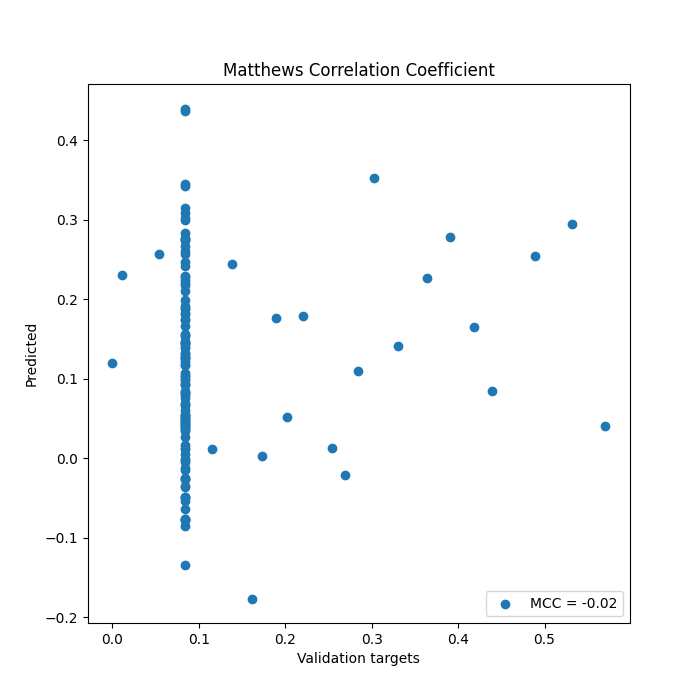 Matthews Correlation Coefficient
0.4
0.3
0.2
0.1
0.0
−0.1
−0.2
Predicted
MCC = -0.02
0.0 0.1 0.2 0.3 0.4 0.5
Validation targets